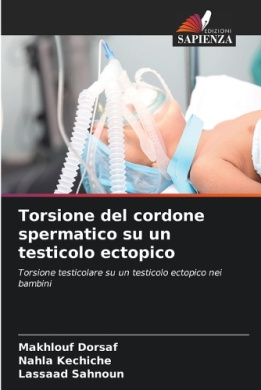 EDIZIONI
SAPIENZA
Torsione del cordone
spermatico su un
testicolo ectopico
Torsione testicolare su un testicolo ectopico nei
bambini
Makhlouf Dorsaf
Nahla Kechiche
Lassaad Sahnoun